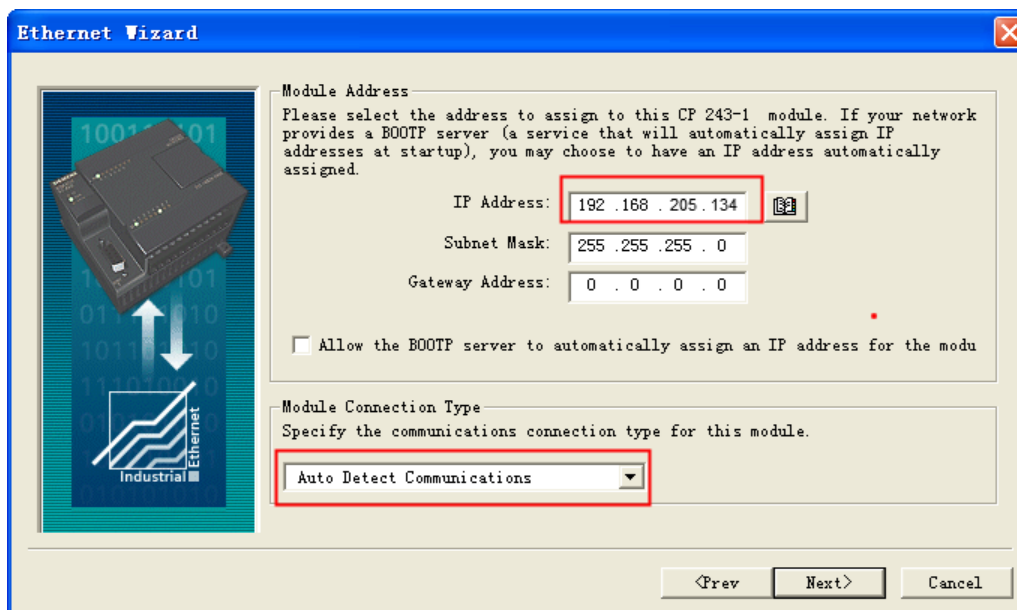 Ethernet Wizard
Module Address
Please select the address to assign to this CP 243-1 module. If your network
provides a BOOTP server (a service that will automatically assign IP
addresses at startup), you may choose to have an IP address automatically
assigned.
IP Address: 192 .168 . 205 . 134
Subnet Mask: 255 .255 .255 . 0
Gateway Address: 0 . 0 . 0 . 0
Allow the BOOTP server to automatically assign an IP address for the modu
Module Connection Type
Specify the communications connection type for this module.
Auto Detect Communications
Industrial
Ethernet
<Prev
Next>
Cancel